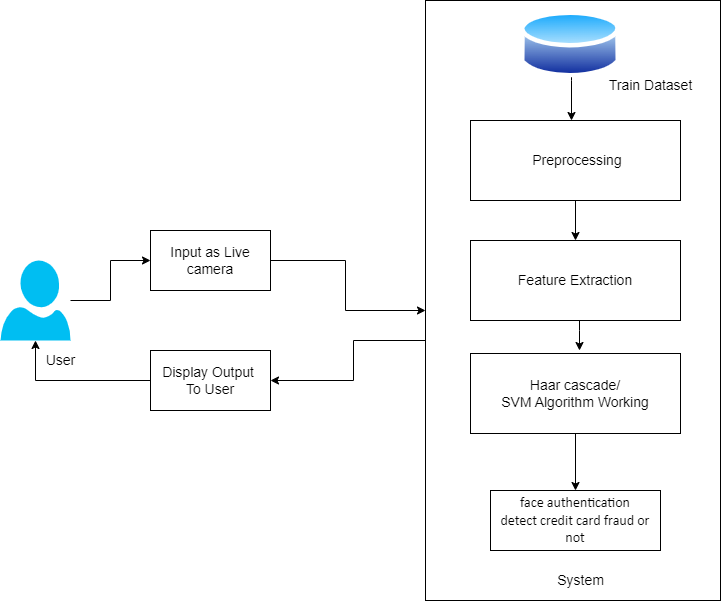 Train Dataset
Preprocessing
Input as Live
camera
Feature Extraction
User
Display Output
To User
Haar cascade/
SVM Algorithm Working
face authentication
detect credit card fraud or
not
System